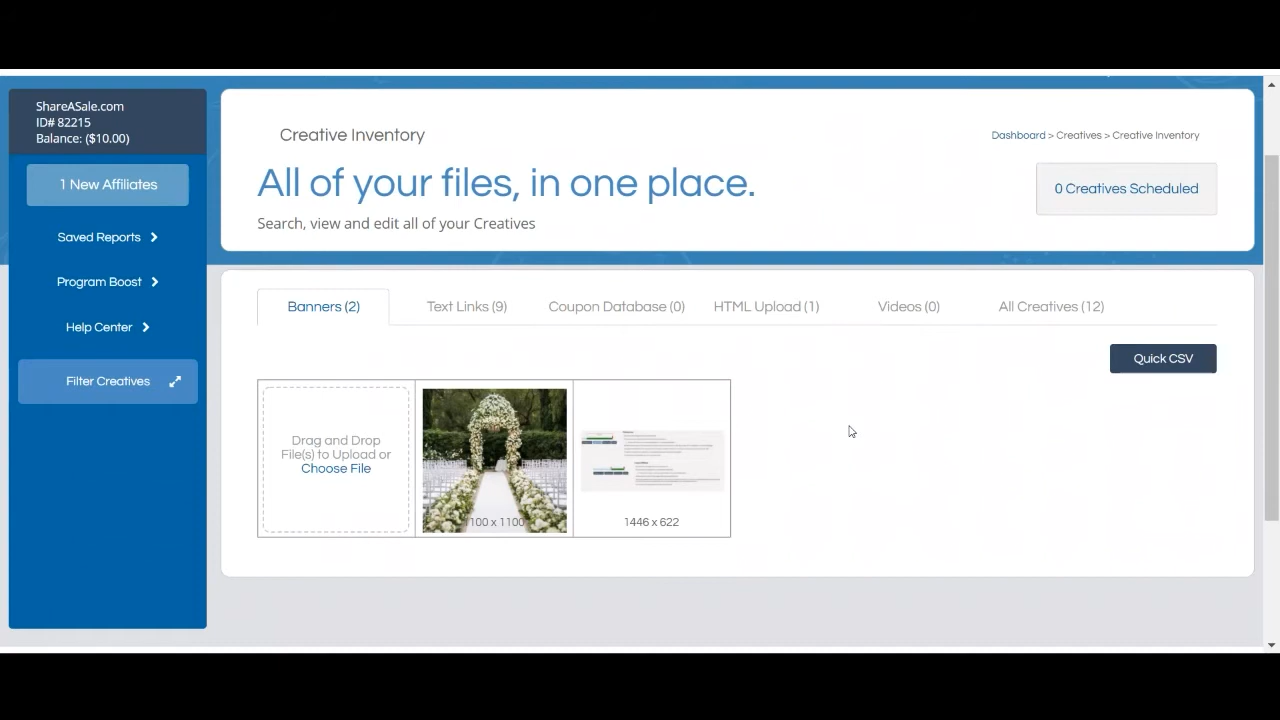 ShareASale.com
ID# 82215
Balance: ($10.00)
1 New Affiliates
Saved Reports
Program Boost
Help Center
Filter Creatives
Creative Inventory
Dashboard > Creatives > Creative Inventory
All of your files, in one place.
0 Creatives Scheduled
Search, view and edit all of your Creatives
Banners (2)
Text Links (9)
Coupon Database (0)
HTML Upload (1)
Videos (0)
All Creatives (12)
Quick CSV
Drag and Drop
File(s) to Upload or
Choose File
1100 x 1100
1446 x 622